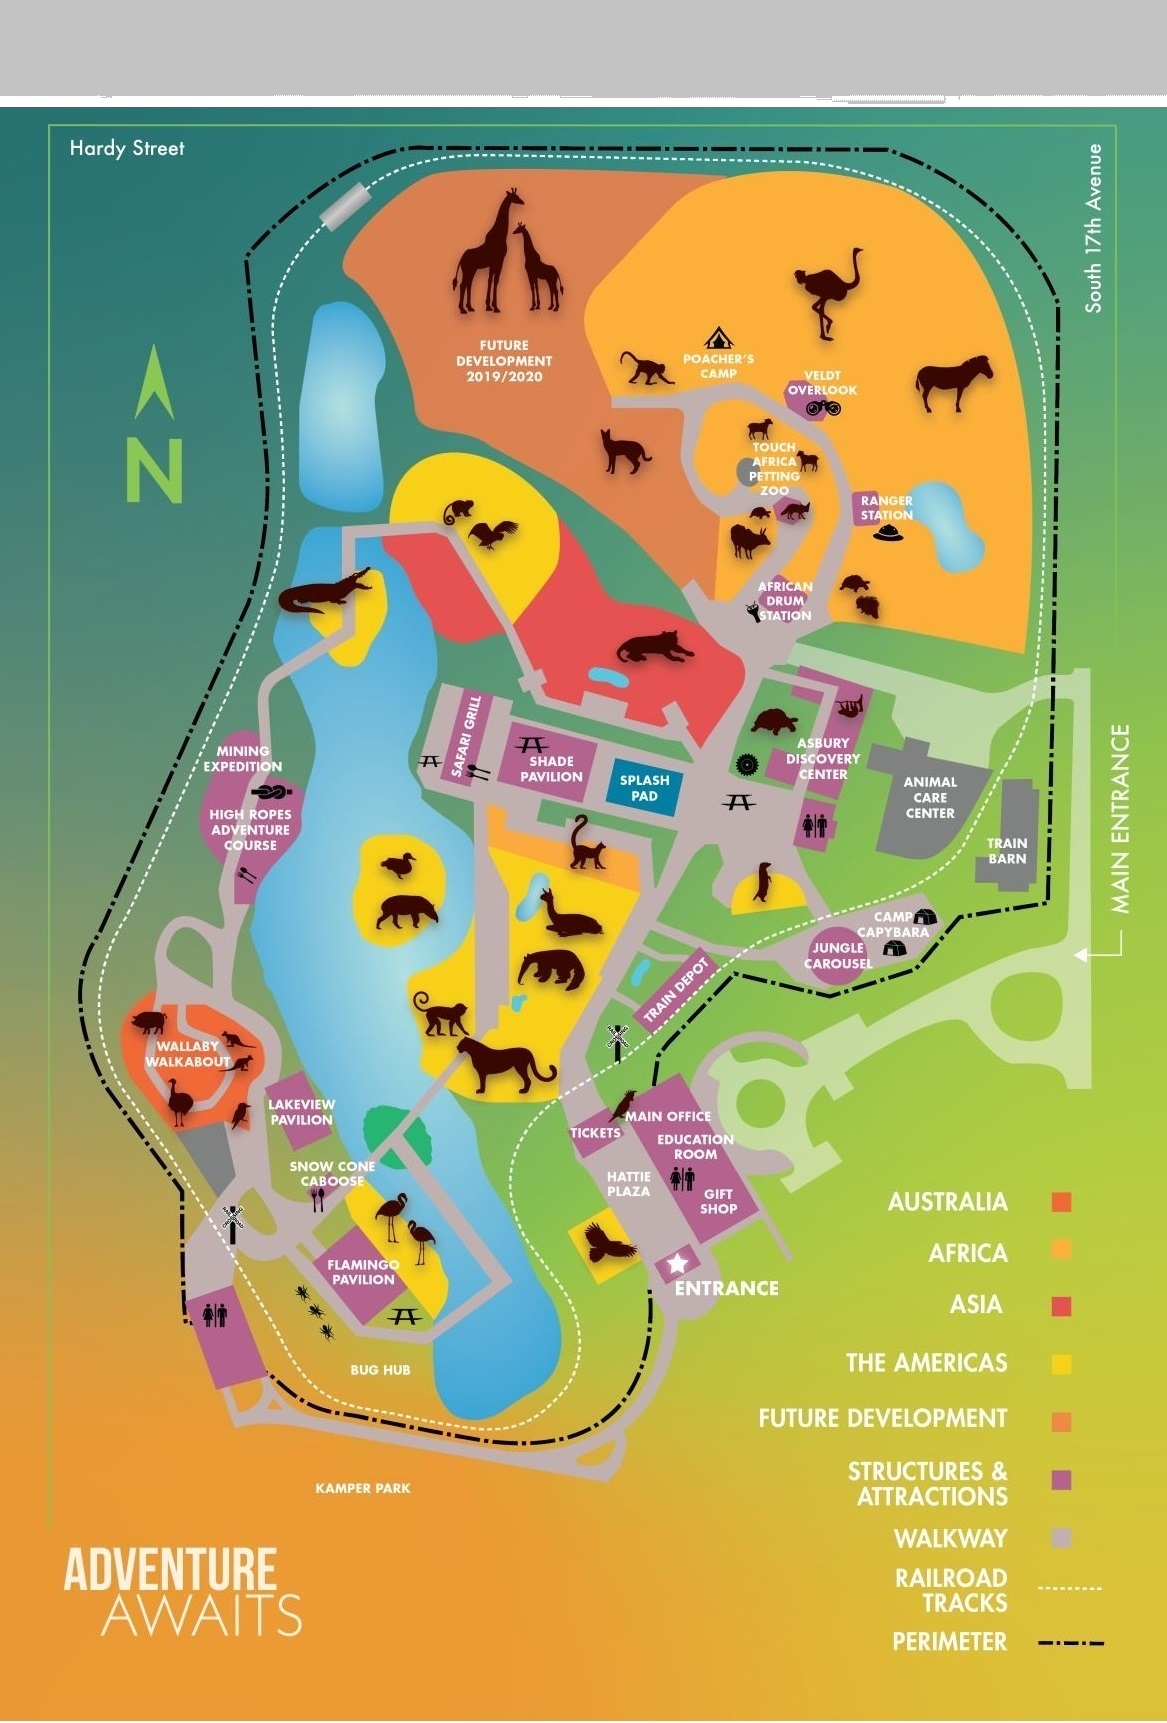 Hardy Street
South 17th Avenue
FUTURE
DEVELOPMENT
2019/2020
POACHER'S
CAMP
VELDT
OVERLOOK
TOUCH
AFRICA
PETTING
ZOO
RANGER
STATION
AFRICAN
DRUM
STATION
N
MINING
EXPEDITION
HIGH ROPES
ADVENTURE
COURSE
SAFARI GRILL
SHADE
PAVILION
SPLASH
PAD
ASBURY
DISCOVERY
CENTER
ANIMAL
CARE
CENTER
TRAIN
BARN
MAIN ENTRANCE
CAMP
CAPYBARA
JUNGLE
CAROUSEL
TRAIN DEPOT
WALLABY
WALKABOUT
LAKEVIEW
PAVILION
SNOW CONE
CABOOSE
FLAMINGO
PAVILION
BUG HUB
MAIN OFFICE
TICKETS
EDUCATION
ROOM
HATTIE
PLAZA
GIFT
SHOP
ENTRANCE
KAMPER PARK
AUSTRALIA
AFRICA
ASIA
THE AMERICAS
FUTURE DEVELOPMENT
STRUCTURES &
ATTRACTIONS
WALKWAY
RAILROAD
TRACKS
PERIMETER
ADVENTURE
AWAITS